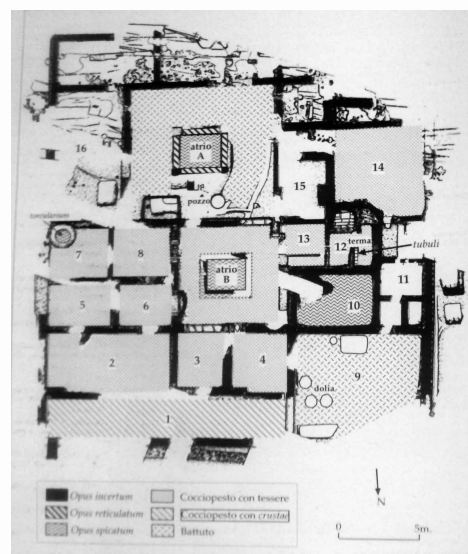 atrio
A
14
16
15
pozzo
torcularium
7
8
13
12
terma
tubuli
atrio
B
11
5
6
10
2
3
4
9
dolia
1
Opus incertum
Cocciopesto con tessere
Opus reticulatum
Cocciopesto con crustae
Opus spicatum
Battuto
N
0
5m.